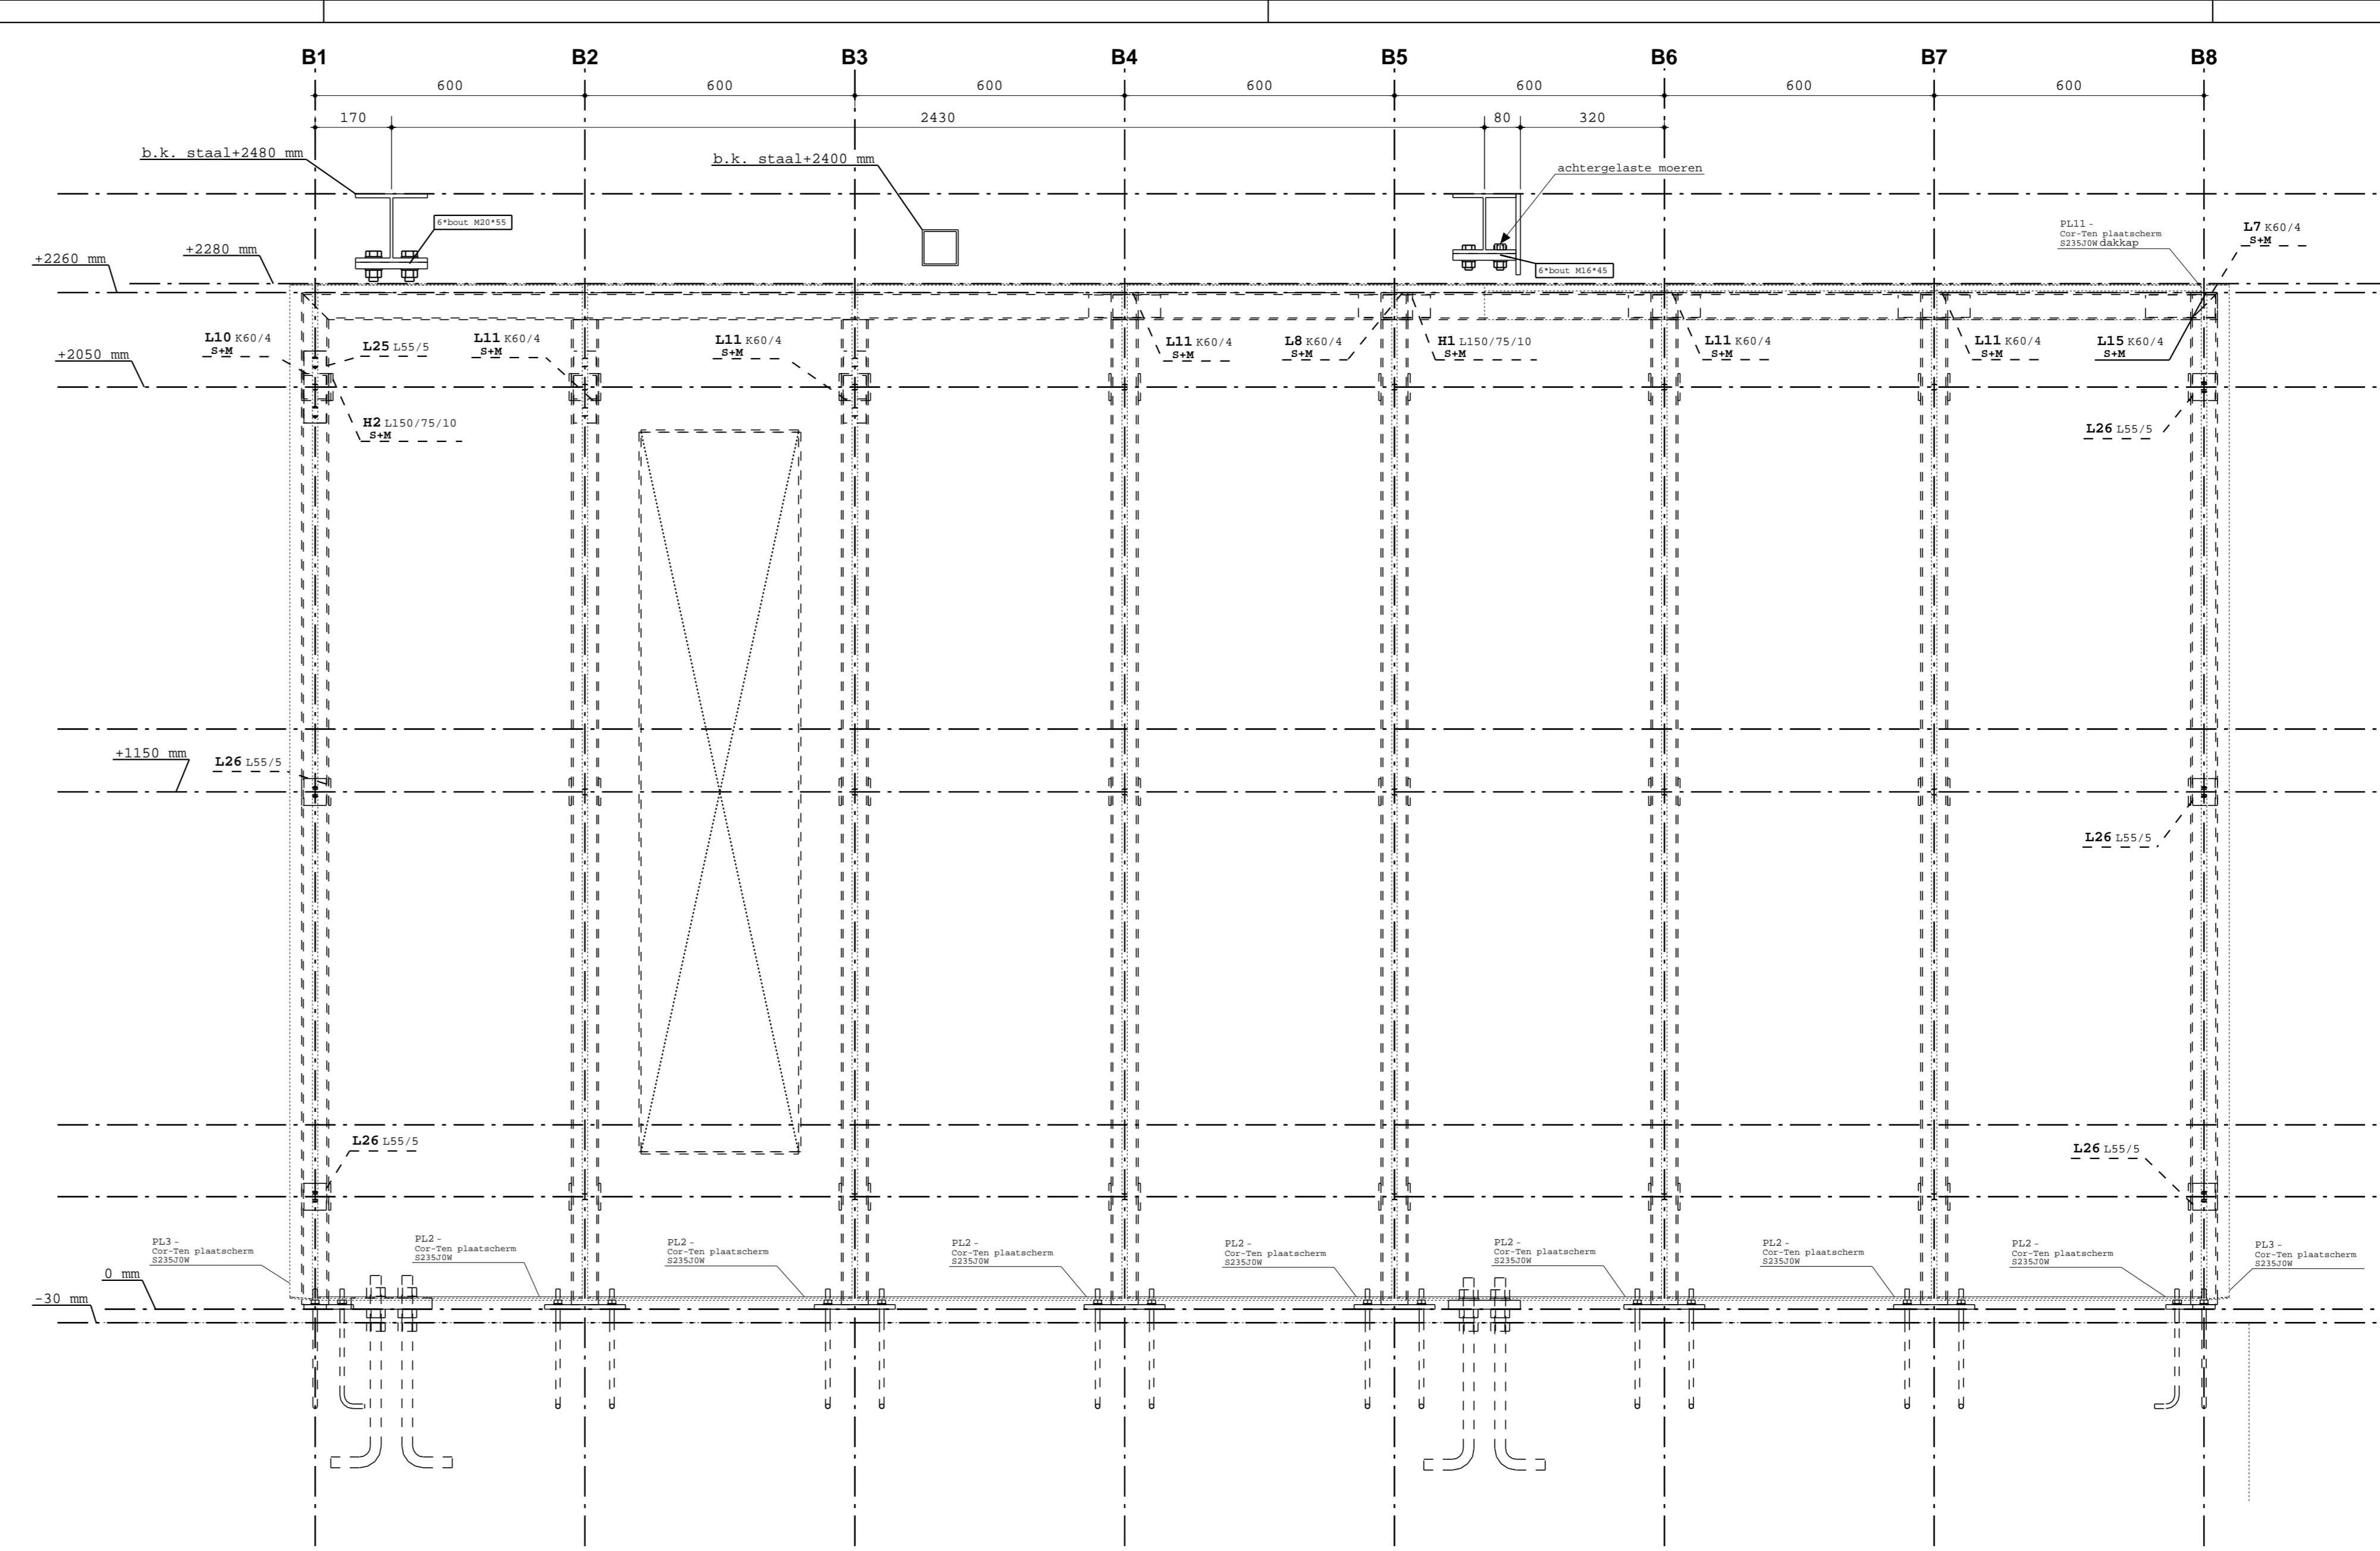 B1 B2 B3 B4 B5 B6 B7 B8
600 600 600 600 600 600 600
170 2430 80 320
b.k. staal+2480 mm
b.k. staal+2400 mm
achtergelaste moeren
6*bout M20*55
PL11 -
Cor-Ten plaatscherm
S235J0W dakkap
L7 K60/4
S+M
+2280 mm
+2260 mm
6*bout M16*45
L10 K60/4
S+M
L25 L55/5
L11 K60/4
S+M
L11 K60/4
S+M
L11 K60/4
S+M
L8 K60/4
S+M
H1 L150/75/10
S+M
L11 K60/4
S+M
L11 K60/4
S+M
L15 K60/4
S+M
+2050 mm
H2 L150/75/10
S+M
L26 L55/5
+1150 mm
L26 L55/5
L26 L55/5
L26 L55/5
L26 L55/5
PL3 -
Cor-Ten plaatscherm
S235J0W
PL2 -
Cor-Ten plaatscherm
S235J0W
PL2 -
Cor-Ten plaatscherm
S235J0W
PL2 -
Cor-Ten plaatscherm
S235J0W
PL2 -
Cor-Ten plaatscherm
S235J0W
PL2 -
Cor-Ten plaatscherm
S235J0W
PL2 -
Cor-Ten plaatscherm
S235J0W
PL2 -
Cor-Ten plaatscherm
S235J0W
PL3 -
Cor-Ten plaatscherm
S235J0W
0 mm
-30 mm